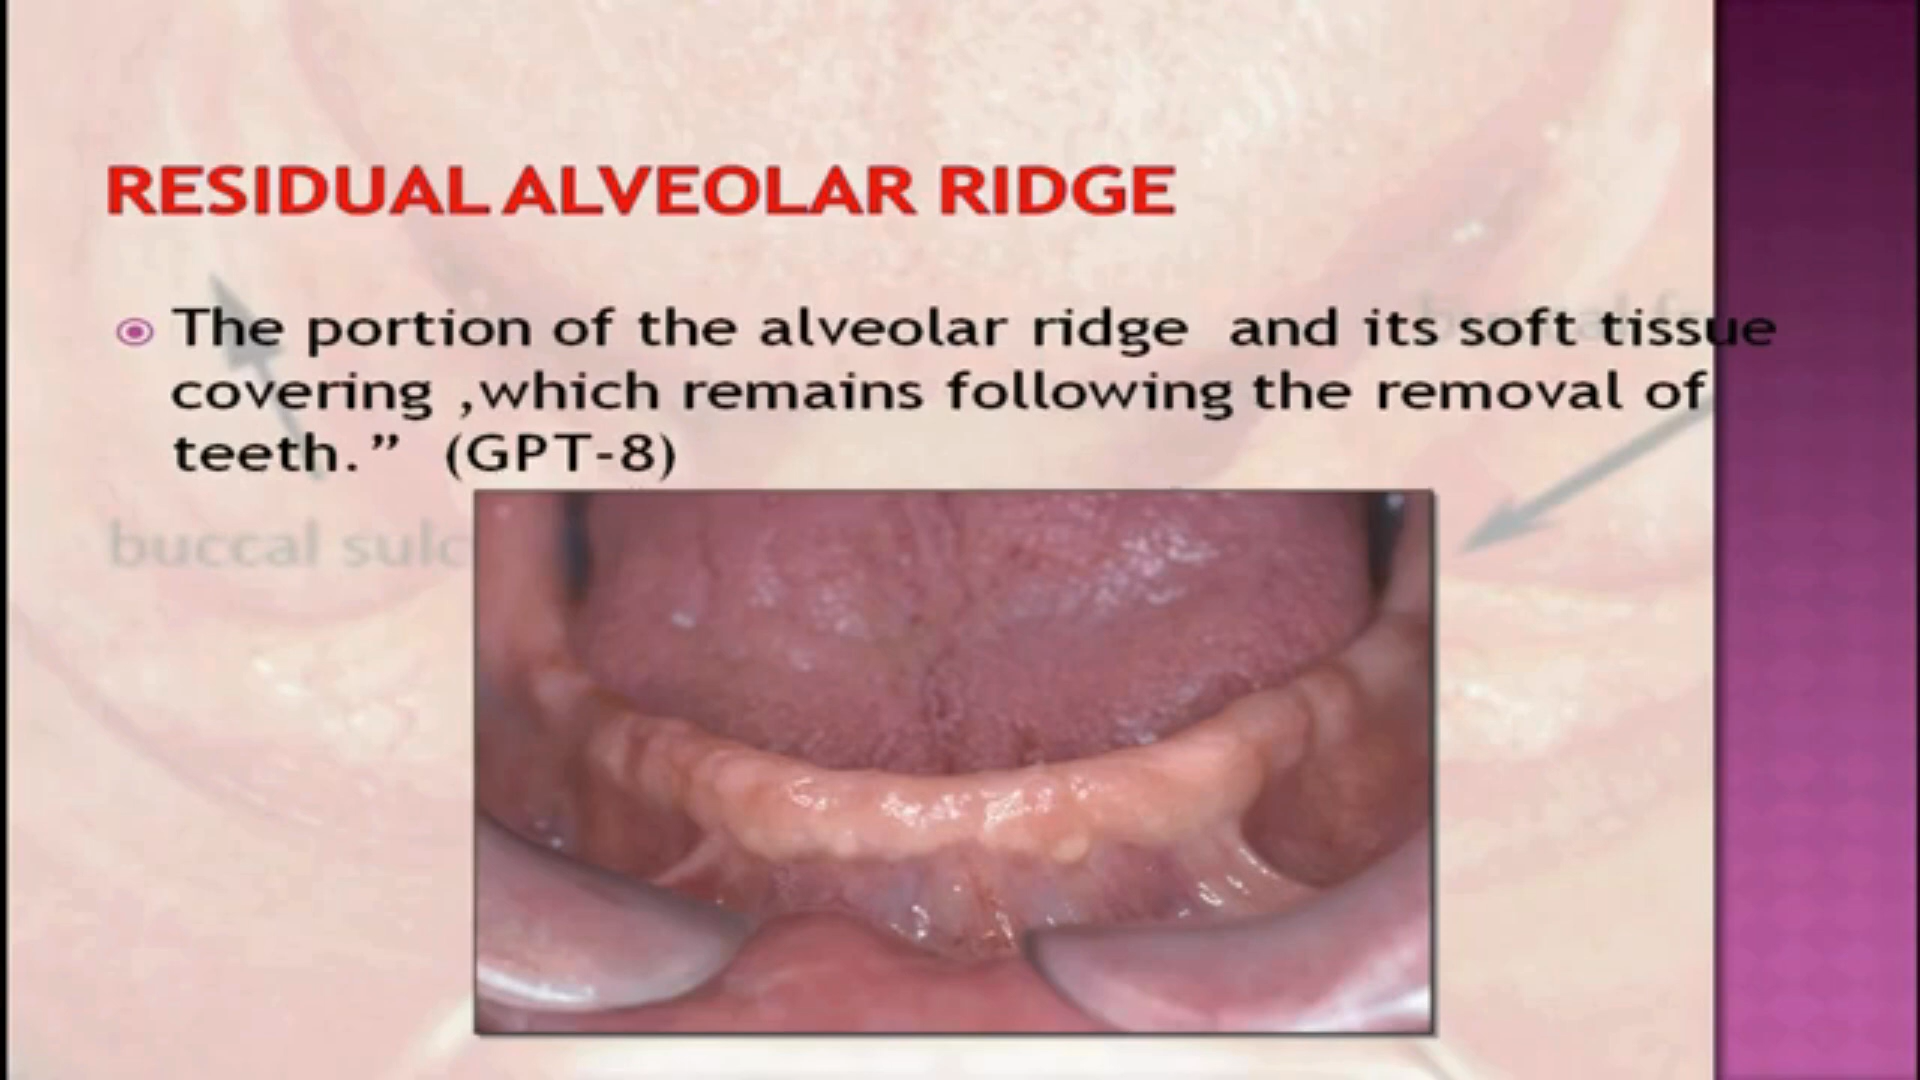 RESIDUAL ALVEOLAR RIDGE
The portion of the alveolar ridge and its soft tissue
covering ,which remains following the removal of
teeth.” (GPT-8)
buccal